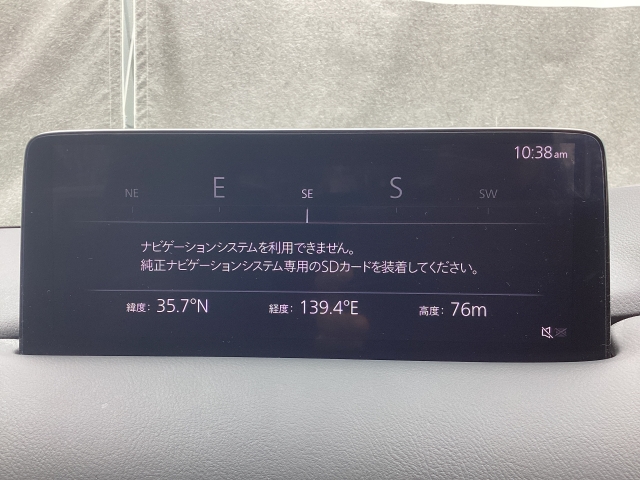 10:38am
NE E SE S SW
ナビゲーションシステムを利用できません。
純正ナビゲーションシステム専用のSDカードを装着してください。
緯度: 35.7°N 経度: 139.4°E 高度: 76m